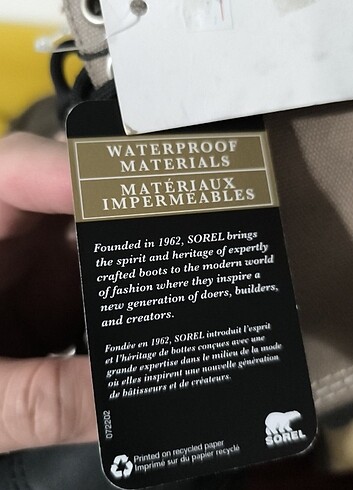 WATERPROOF
MATERIALS
MATÉRIAUX
IMPERMÉABLES
Founded in 1962, SOREL brings
the spirit and heritage of expertly
crafted boots to the modern world
of fashion where they inspire a
new generation of doers, builders,
and creators.
Fondée en 1962, SOREL introduit l'esprit
et l'héritage de bottes conçues avec une
grande expertise dans le milieu de la mode
où elles inspirent une nouvelle génération
de bâtisseurs et de créateurs.
072202
Printed on recycled paper
Imprimé sur du papier recyclé
SOREL